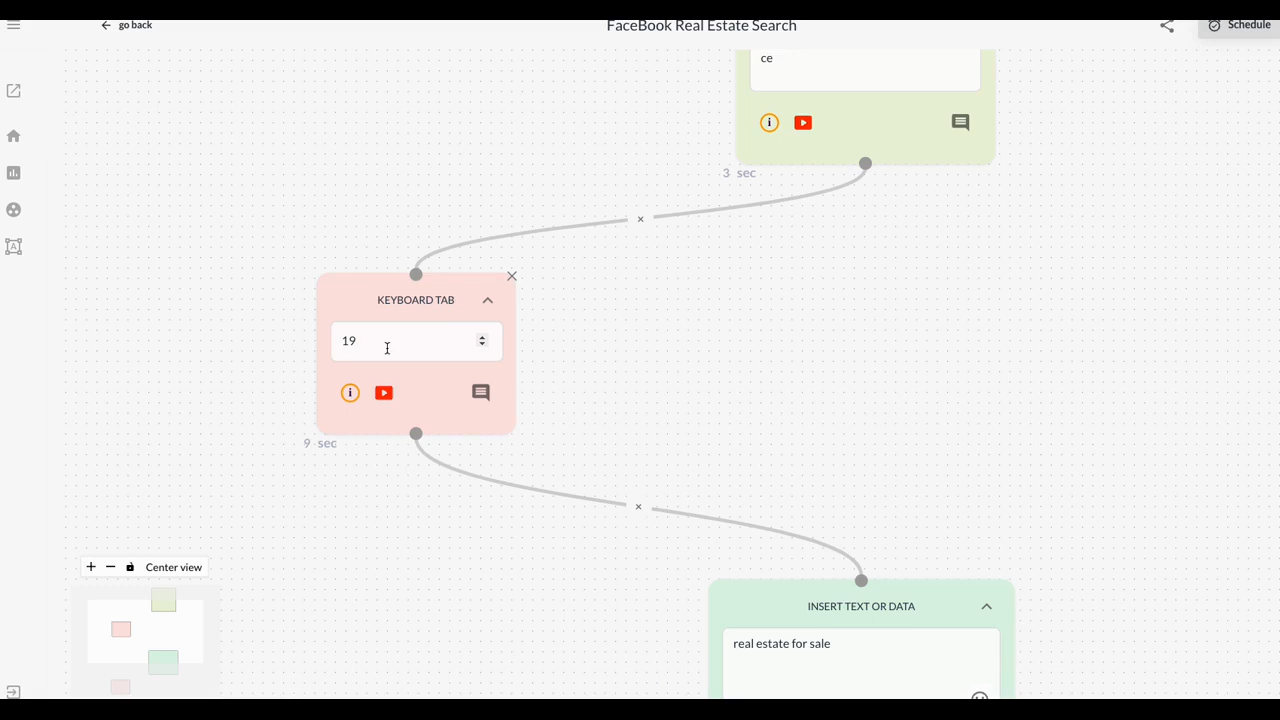 go back
FaceBook Real Estate Search
Schedule
ce
i
3 sec
×
KEYBOARD TAB
19
i
9 sec
×
Center view
INSERT TEXT OR DATA
real estate for sale